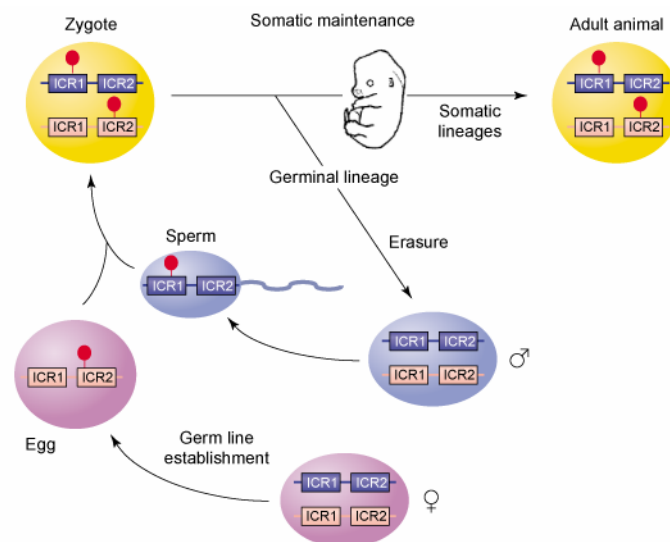 Zygote
Somatic maintenance
Adult animal
ICR1 ICR2
ICR1 ICR2
ICR1 ICR2
ICR1 ICR2
Somatic
lineages
Germinal lineage
Sperm
Erasure
ICR1 ICR2
ICR1 ICR2
ICR1 ICR2
♂
ICR1 ICR2
Egg
Germ line
establishment
ICR1 ICR2
ICR1 ICR2
♀